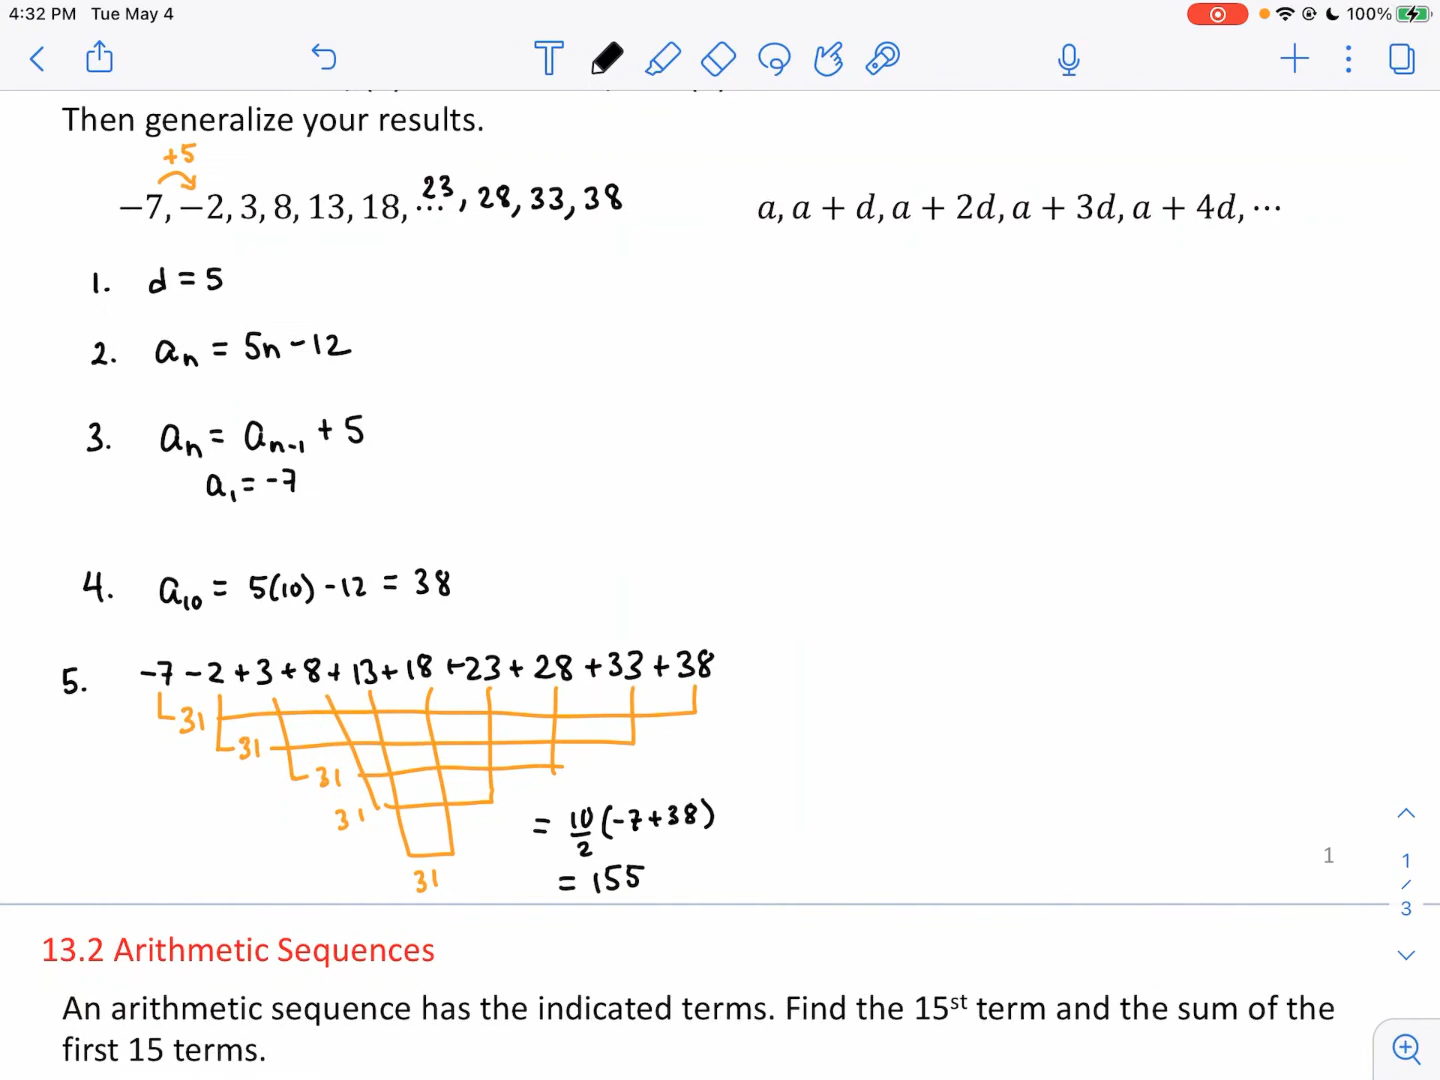 4:32 PM Tue May 4
100%
Then generalize your results.
+5
−7, −2, 3, 8, 13, 18, ... 23, 28, 33, 38
a, a + d, a + 2d, a + 3d, a + 4d, ⋯
1. d = 5
2. aₙ = 5n - 12
3. aₙ = aₙ₋₁ + 5
a₁ = -7
4. a₁₀ = 5(10) - 12 = 38
5. -7 - 2 + 3 + 8 + 13 + 18 + 23 + 28 + 33 + 38
31
31
31
31
31
= 10/2 (-7+38)
= 155
1
1
/
3
13.2 Arithmetic Sequences
An arithmetic sequence has the indicated terms. Find the 15ˢᵗ term and the sum of the
first 15 terms.